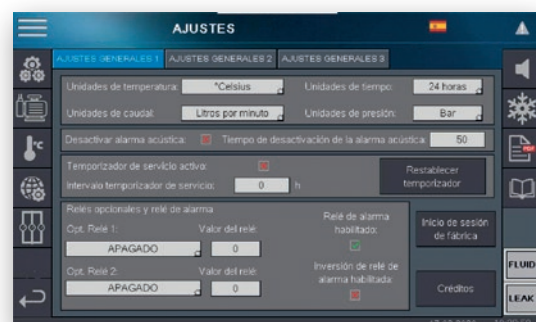 AJUSTES
AJUSTES GENERALES 1 AJUSTES GENERALES 2 AJUSTES GENERALES 3
Unidades de temperatura: °Celsius Unidades de tiempo: 24 horas
Unidades de caudal: Litros por minuto Unidades de presión: Bar
Desactivar alarma acústica: Tiempo de desactivación de la alarma acústica: 50
Temporizador de servicio activo:
Intervalo temporizador de servicio: 0 h
Restablecer
temporizador
Relés opcionales y relé de alarma
Opt. Relé 1: Valor del relé:
APAGADO 0
Opt. Relé 2: Valor del relé:
APAGADO 0
Relé de alarma
habilitado:
Inversión de relé de
alarma habilitada:
Inicio de sesión
de fábrica
Créditos
°C
PDF
FLUID
LEAK